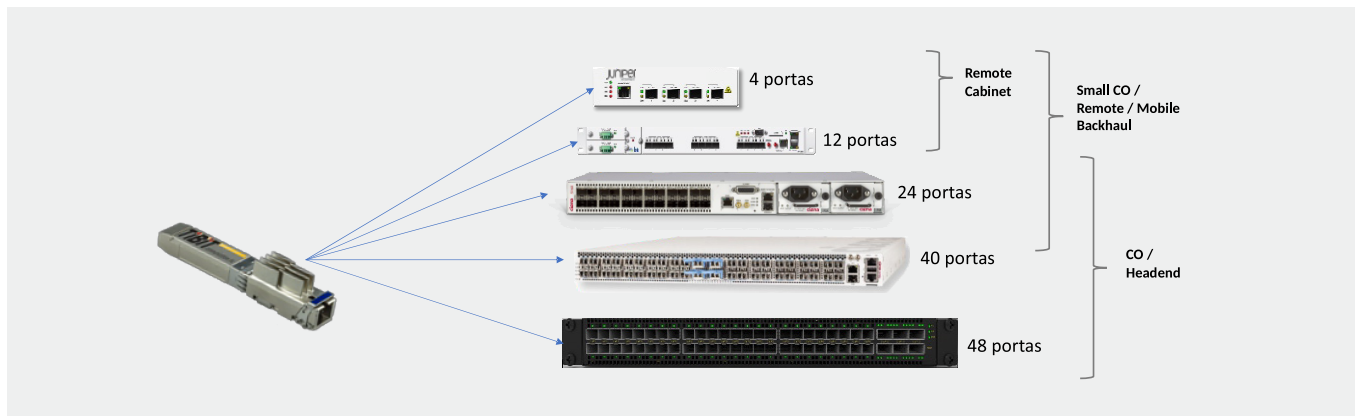 JUNIPER
4 portas
Remote
Cabinet
Small CO /
Remote / Mobile
Backhaul
12 portas
24 portas
40 portas
CO /
Headend
48 portas